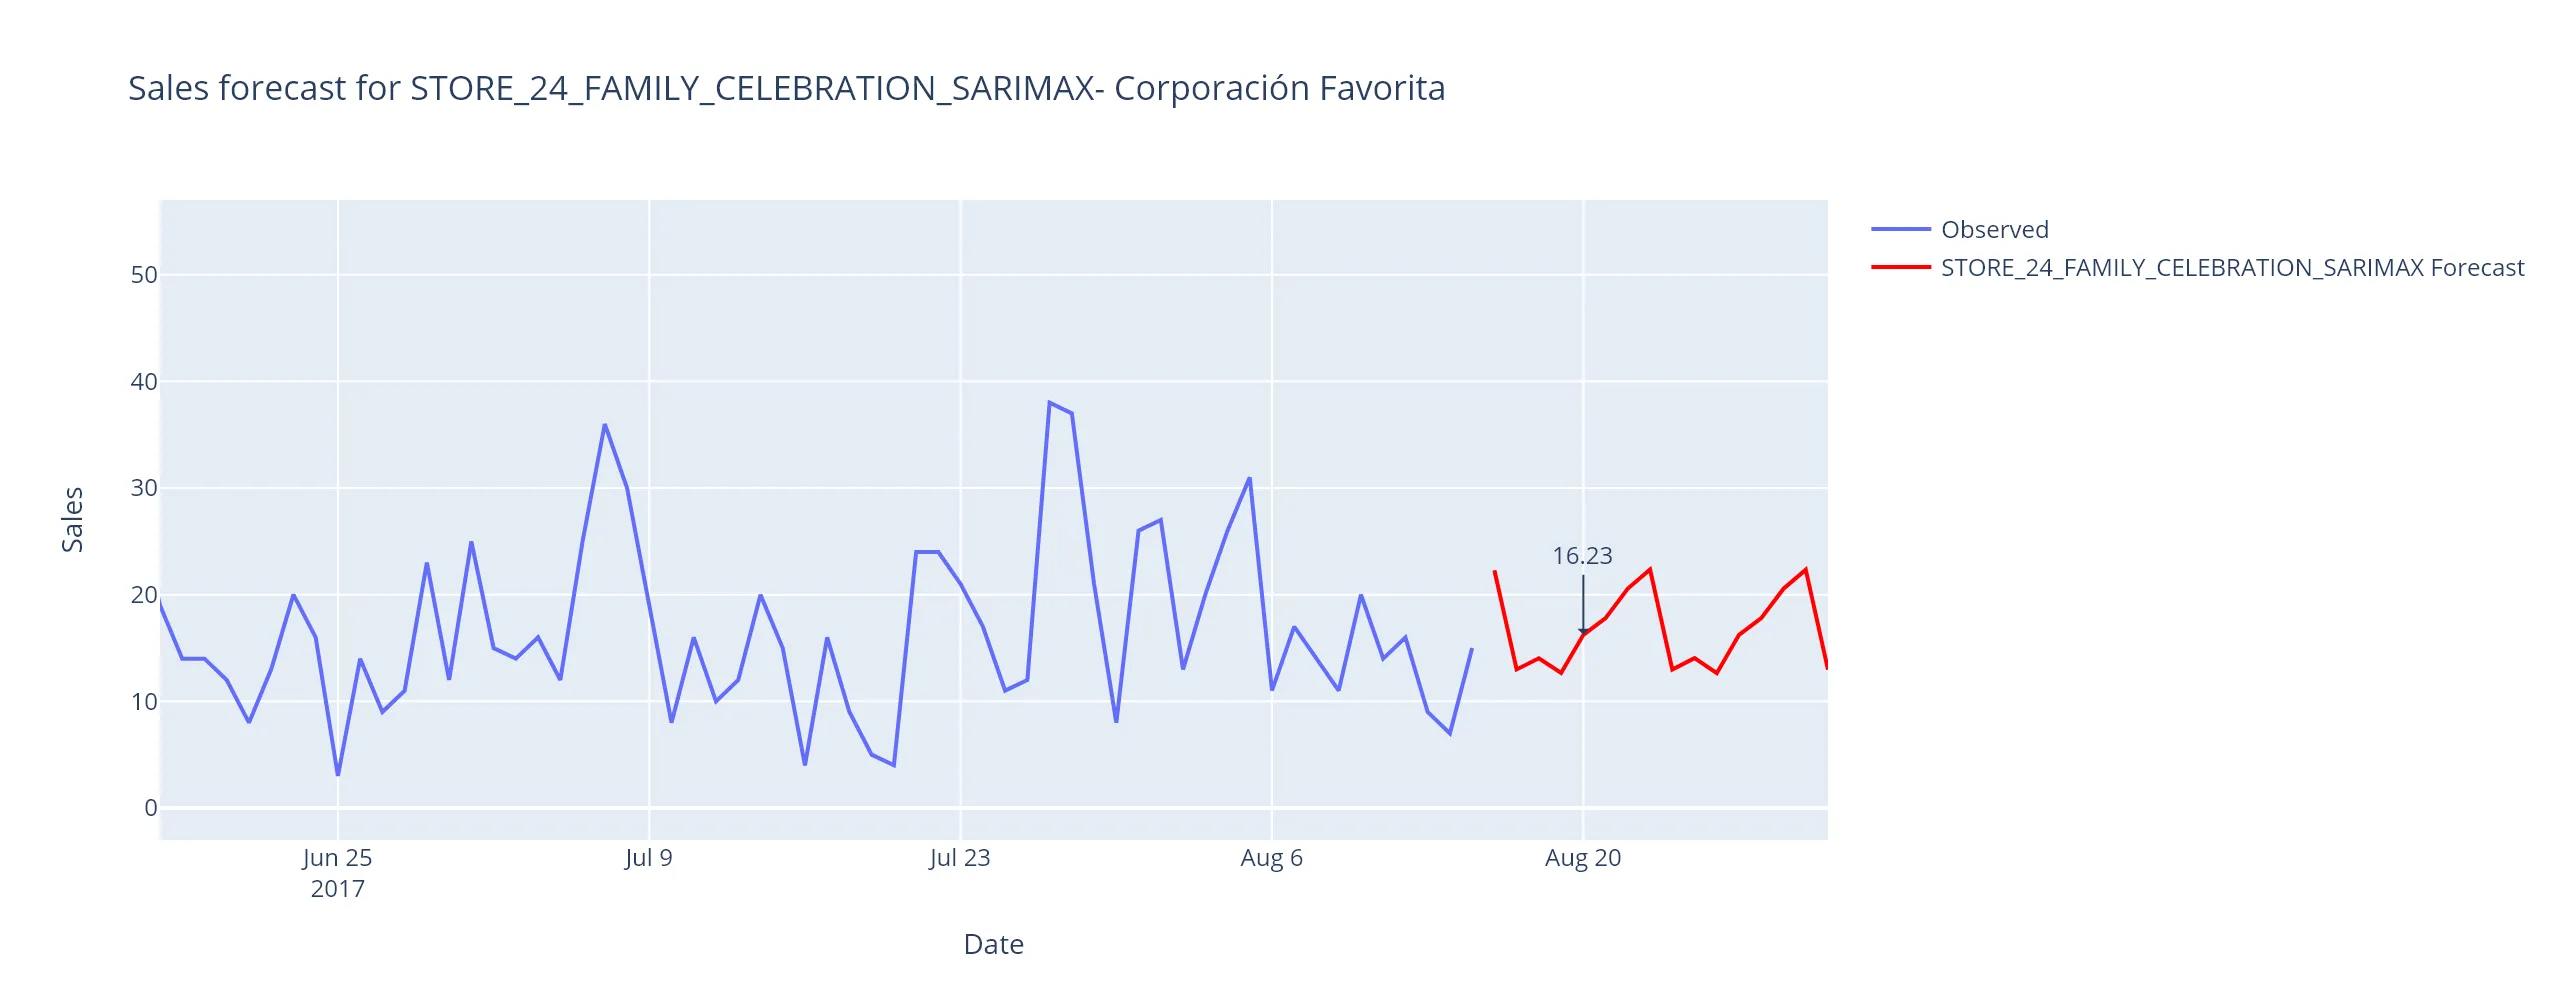 Sales forecast for STORE_24_FAMILY_CELEBRATION_SARIMAX- Corporación Favorita
Observed
STORE_24_FAMILY_CELEBRATION_SARIMAX Forecast
50
40
30
20
10
0
Sales
16.23
Jun 25
2017
Jul 9
Jul 23
Aug 6
Aug 20
Date